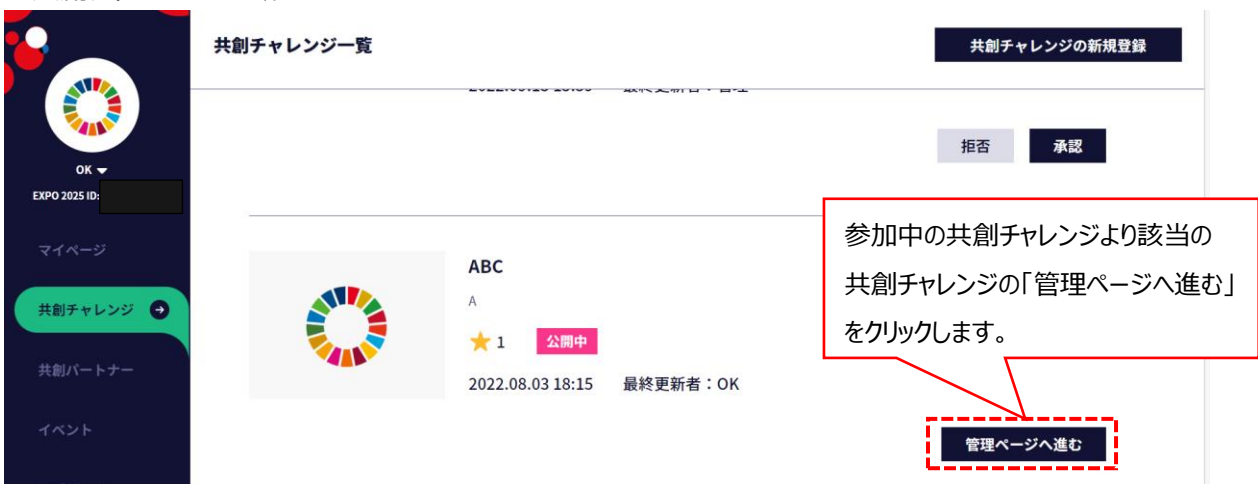 共創チャレンジ一覧
共創チャレンジの新規登録
拒否
承認
OK
EXPO 2025 ID:
マイページ
共創チャレンジ
共創パートナー
イベント
ABC
A
1 公開中
2022.08.03 18:15 最終更新者：OK
参加中の共創チャレンジより該当の
共創チャレンジの「管理ページへ進む」
をクリックします。
管理ページへ進む